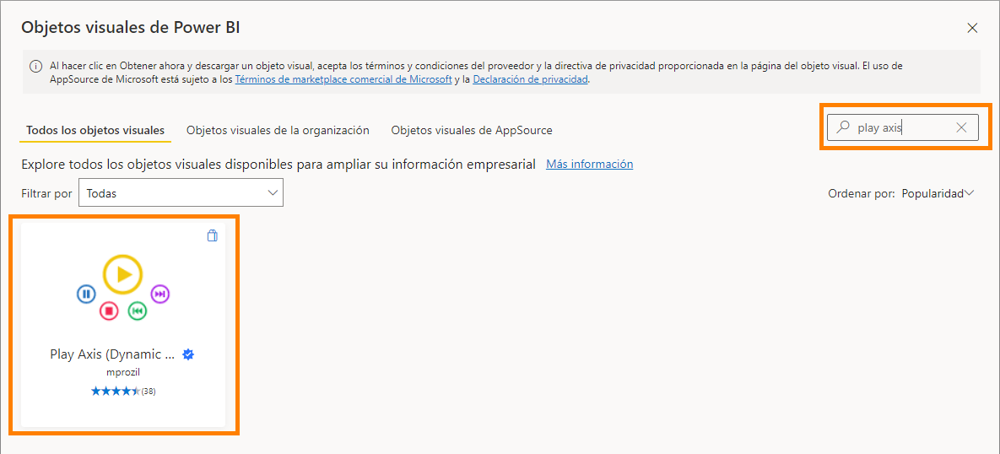 Objetos visuales de Power BI
Al hacer clic en Obtener ahora y descargar un objeto visual, acepta los términos y condiciones del proveedor y la directiva de privacidad proporcionada en la página del objeto visual. El uso de
AppSource de Microsoft está sujeto a los Términos de marketplace comercial de Microsoft y la Declaración de privacidad.
Todos los objetos visuales Objetos visuales de la organización Objetos visuales de AppSource play axis
Explore todos los objetos visuales disponibles para ampliar su información empresarial Más información
Filtrar por Todas Ordenar por: Popularidad
Play Axis (Dynamic ...
mprozil
(38)